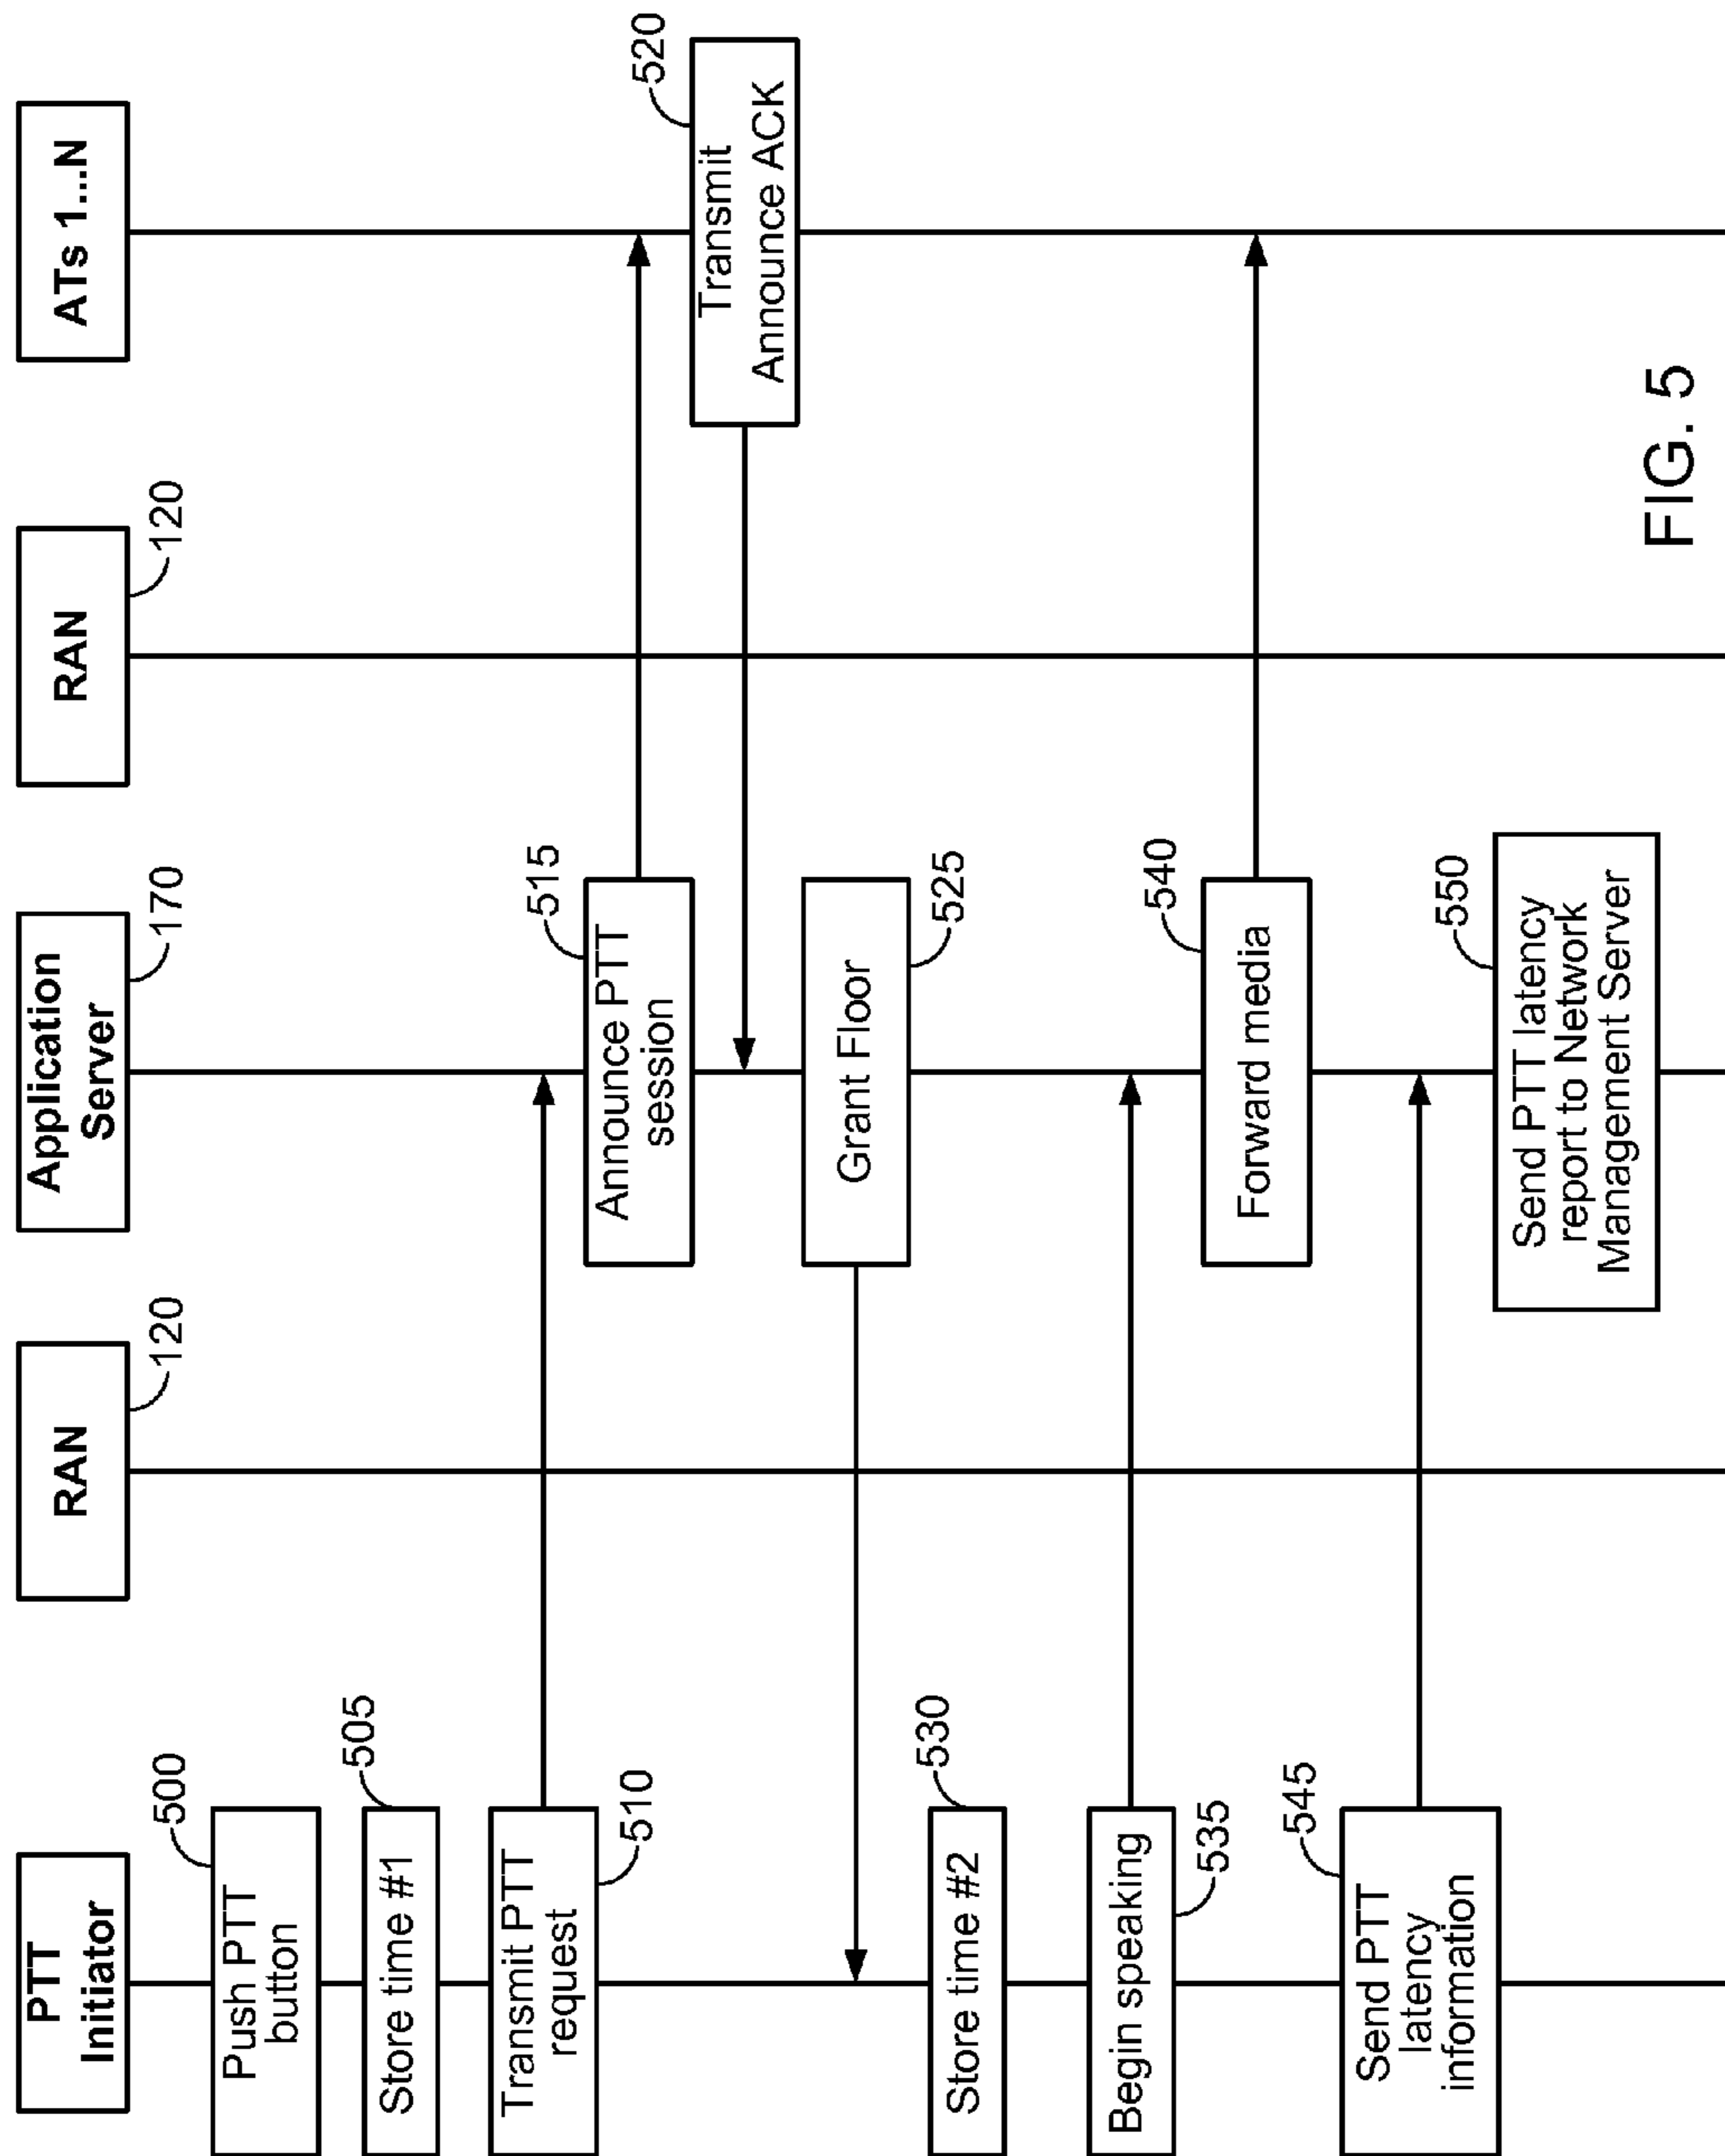 PTT
Initiator
RAN
120
Application
Server
170
RAN
120
ATs 1...N
Push PTT
button
500
Store time #1
505
Transmit PTT
request
510
Announce PTT
session
515
Transmit
Announce ACK
520
Grant Floor
525
Store time #2
530
Begin speaking
535
Forward media
540
Send PTT
latency
information
545
Send PTT latency
report to Network
Management Server
550
FIG. 5